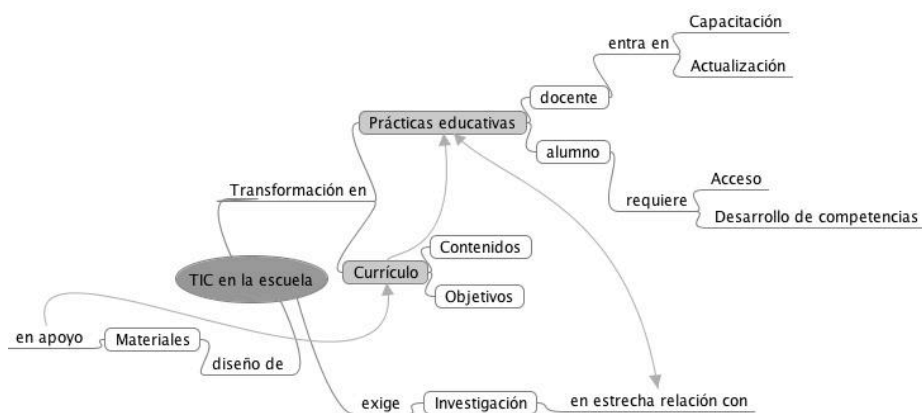 Capacitación
entra en
Actualización
docente
Prácticas educativas
alumno
Acceso
requiere
Desarrollo de competencias
Transformación en
Contenidos
TIC en la escuela
Currículo
Objetivos
en apoyo
Materiales
diseño de
exige
Investigación
en estrecha relación con